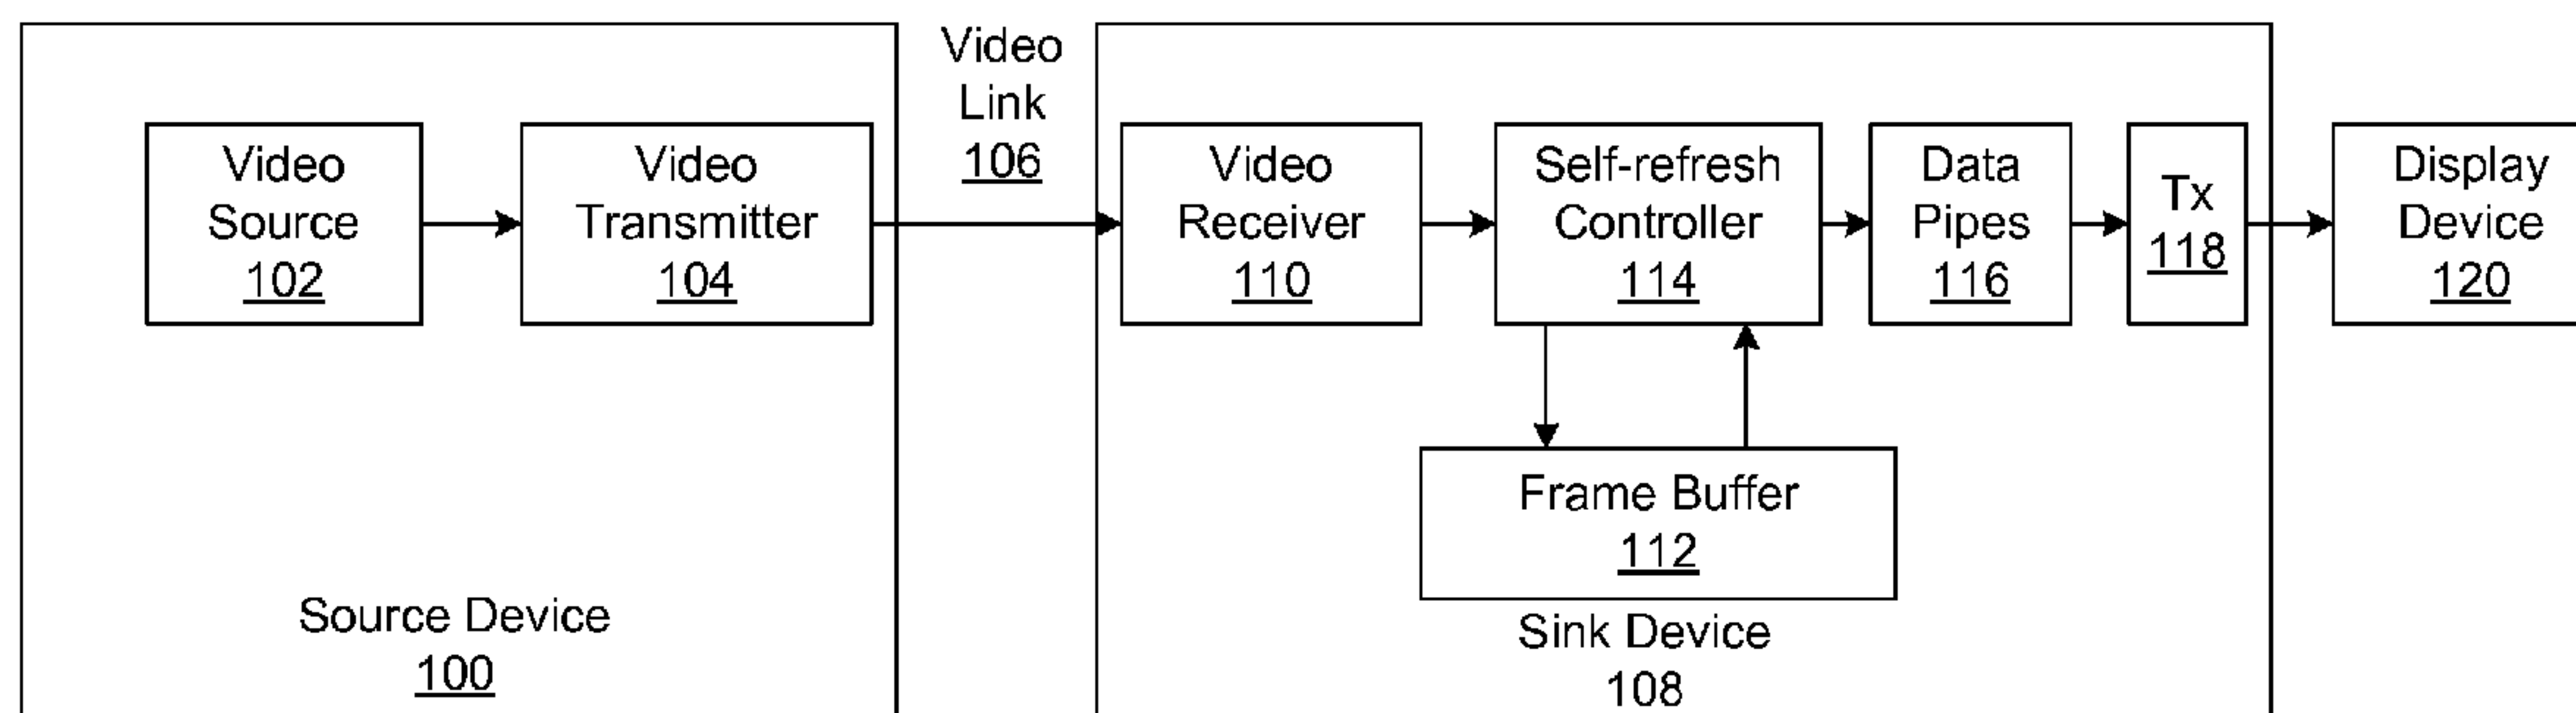 Video
Source
102
Video
Transmitter
104
Video
Link
106
Video
Receiver
110
Self-refresh
Controller
114
Data
Pipes
116
Tx
118
Display
Device
120
Frame Buffer
112
Source Device
100
Sink Device
108